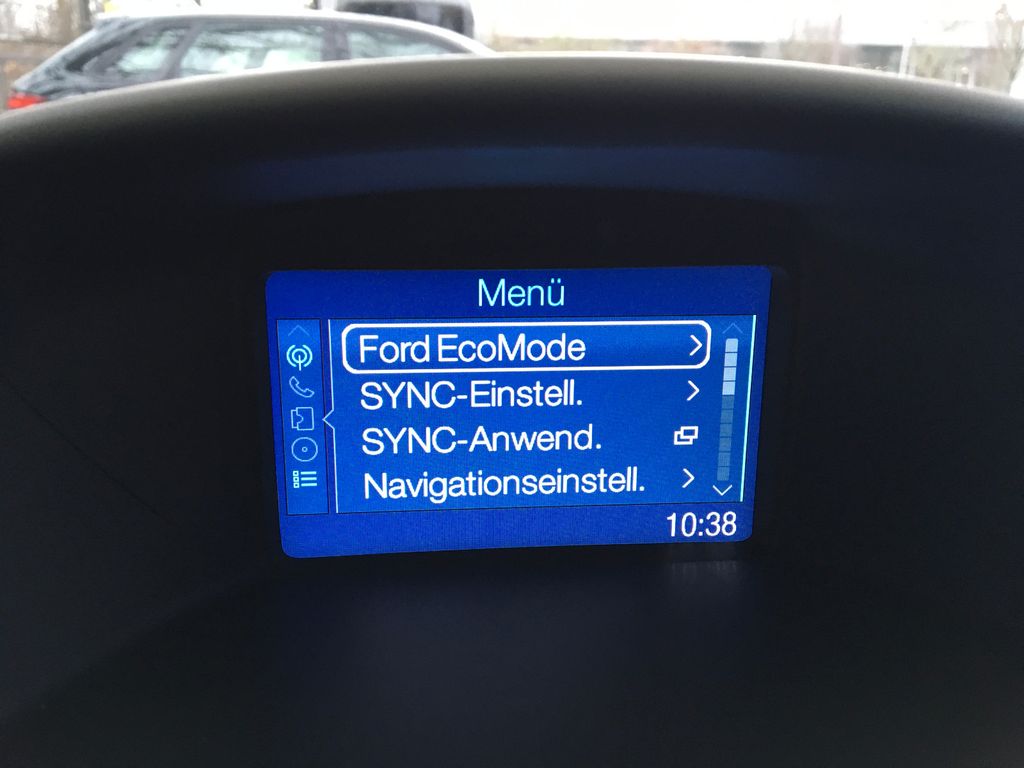 Menü
Ford EcoMode
SYNC-Einstell.
SYNC-Anwend.
Navigationseinstell.
10:38